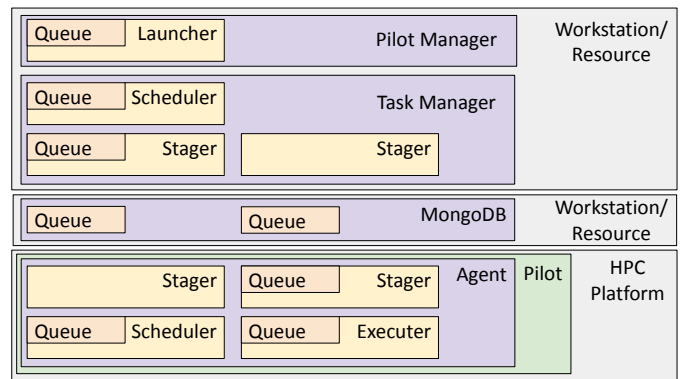 Queue Launcher Pilot Manager Workstation/
Resource
Queue Scheduler Task Manager
Queue Stager Stager
Queue Queue MongoDB Workstation/
Resource
Stager Queue Stager Agent Pilot HPC
Platform
Queue Scheduler Queue Executer